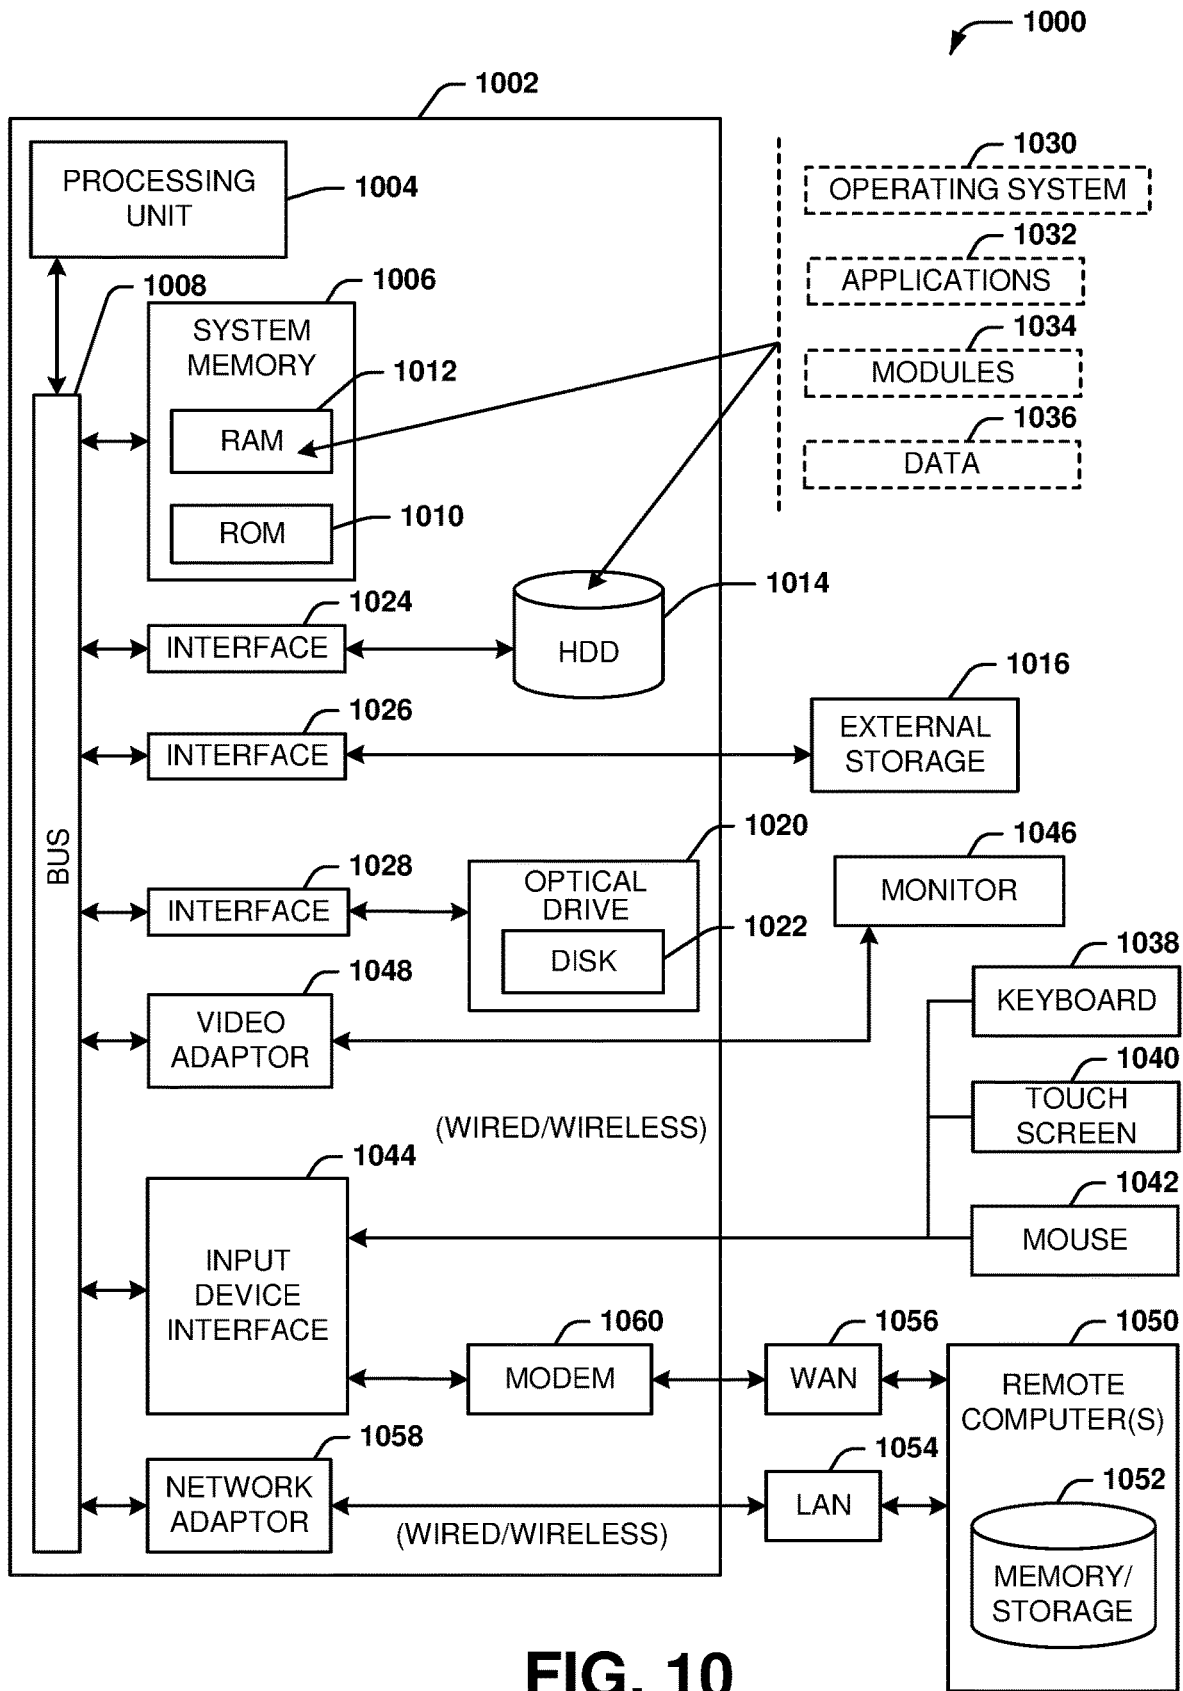 1000
1002
PROCESSING
UNIT
1004
1030
OPERATING SYSTEM
1032
APPLICATIONS
1034
MODULES
1036
DATA
1008
1006
SYSTEM
MEMORY
1012
RAM
1010
ROM
1024
INTERFACE
1014
HDD
1026
INTERFACE
1016
EXTERNAL
STORAGE
BUS
1028
INTERFACE
1020
OPTICAL
DRIVE
1022
DISK
1046
MONITOR
1048
VIDEO
ADAPTOR
1038
KEYBOARD
1040
TOUCH
SCREEN
(WIRED/WIRELESS)
1042
MOUSE
1044
INPUT
DEVICE
INTERFACE
1060
MODEM
1056
WAN
1050
REMOTE
COMPUTER(S)
1058
NETWORK
ADAPTOR
(WIRED/WIRELESS)
1054
LAN
1052
MEMORY/
STORAGE
FIG. 10